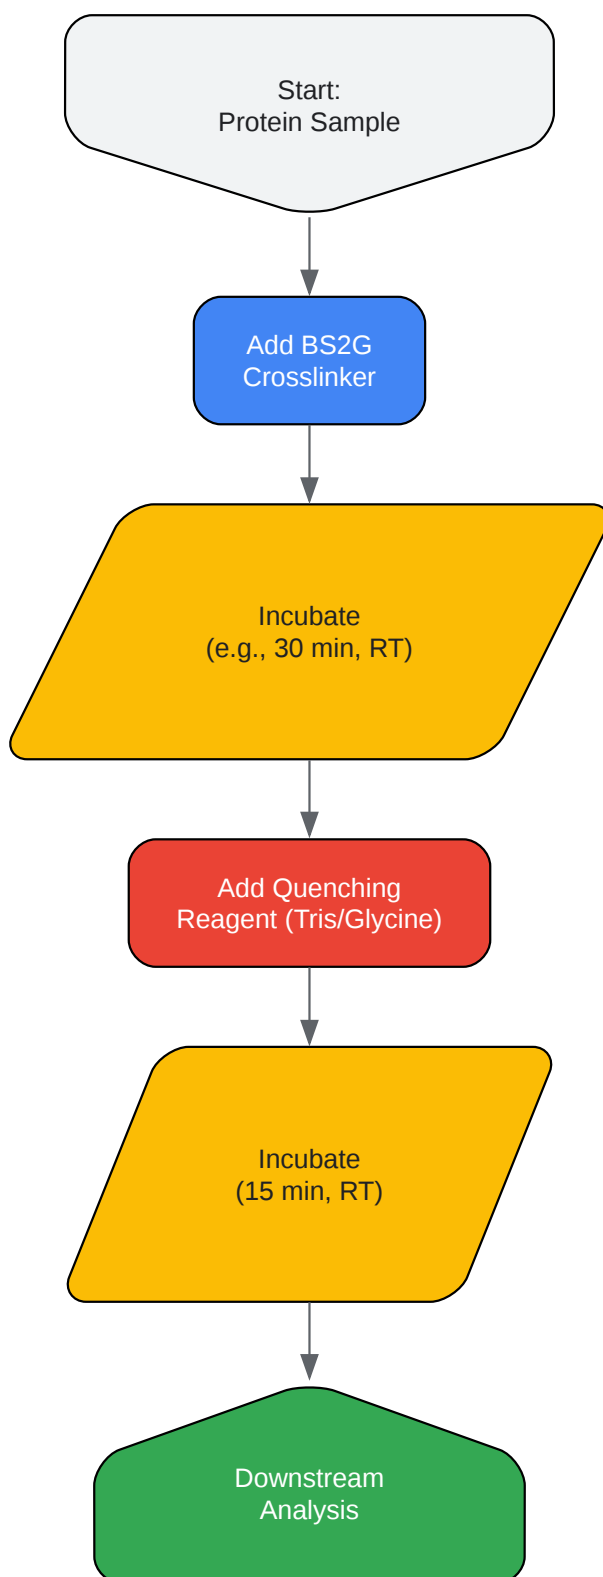 Start:
Protein Sample
Add BS2G
Crosslinker
Incubate
(e.g., 30 min, RT)
Add Quenching
Reagent (Tris/Glycine)
Incubate
(15 min, RT)
Downstream
Analysis